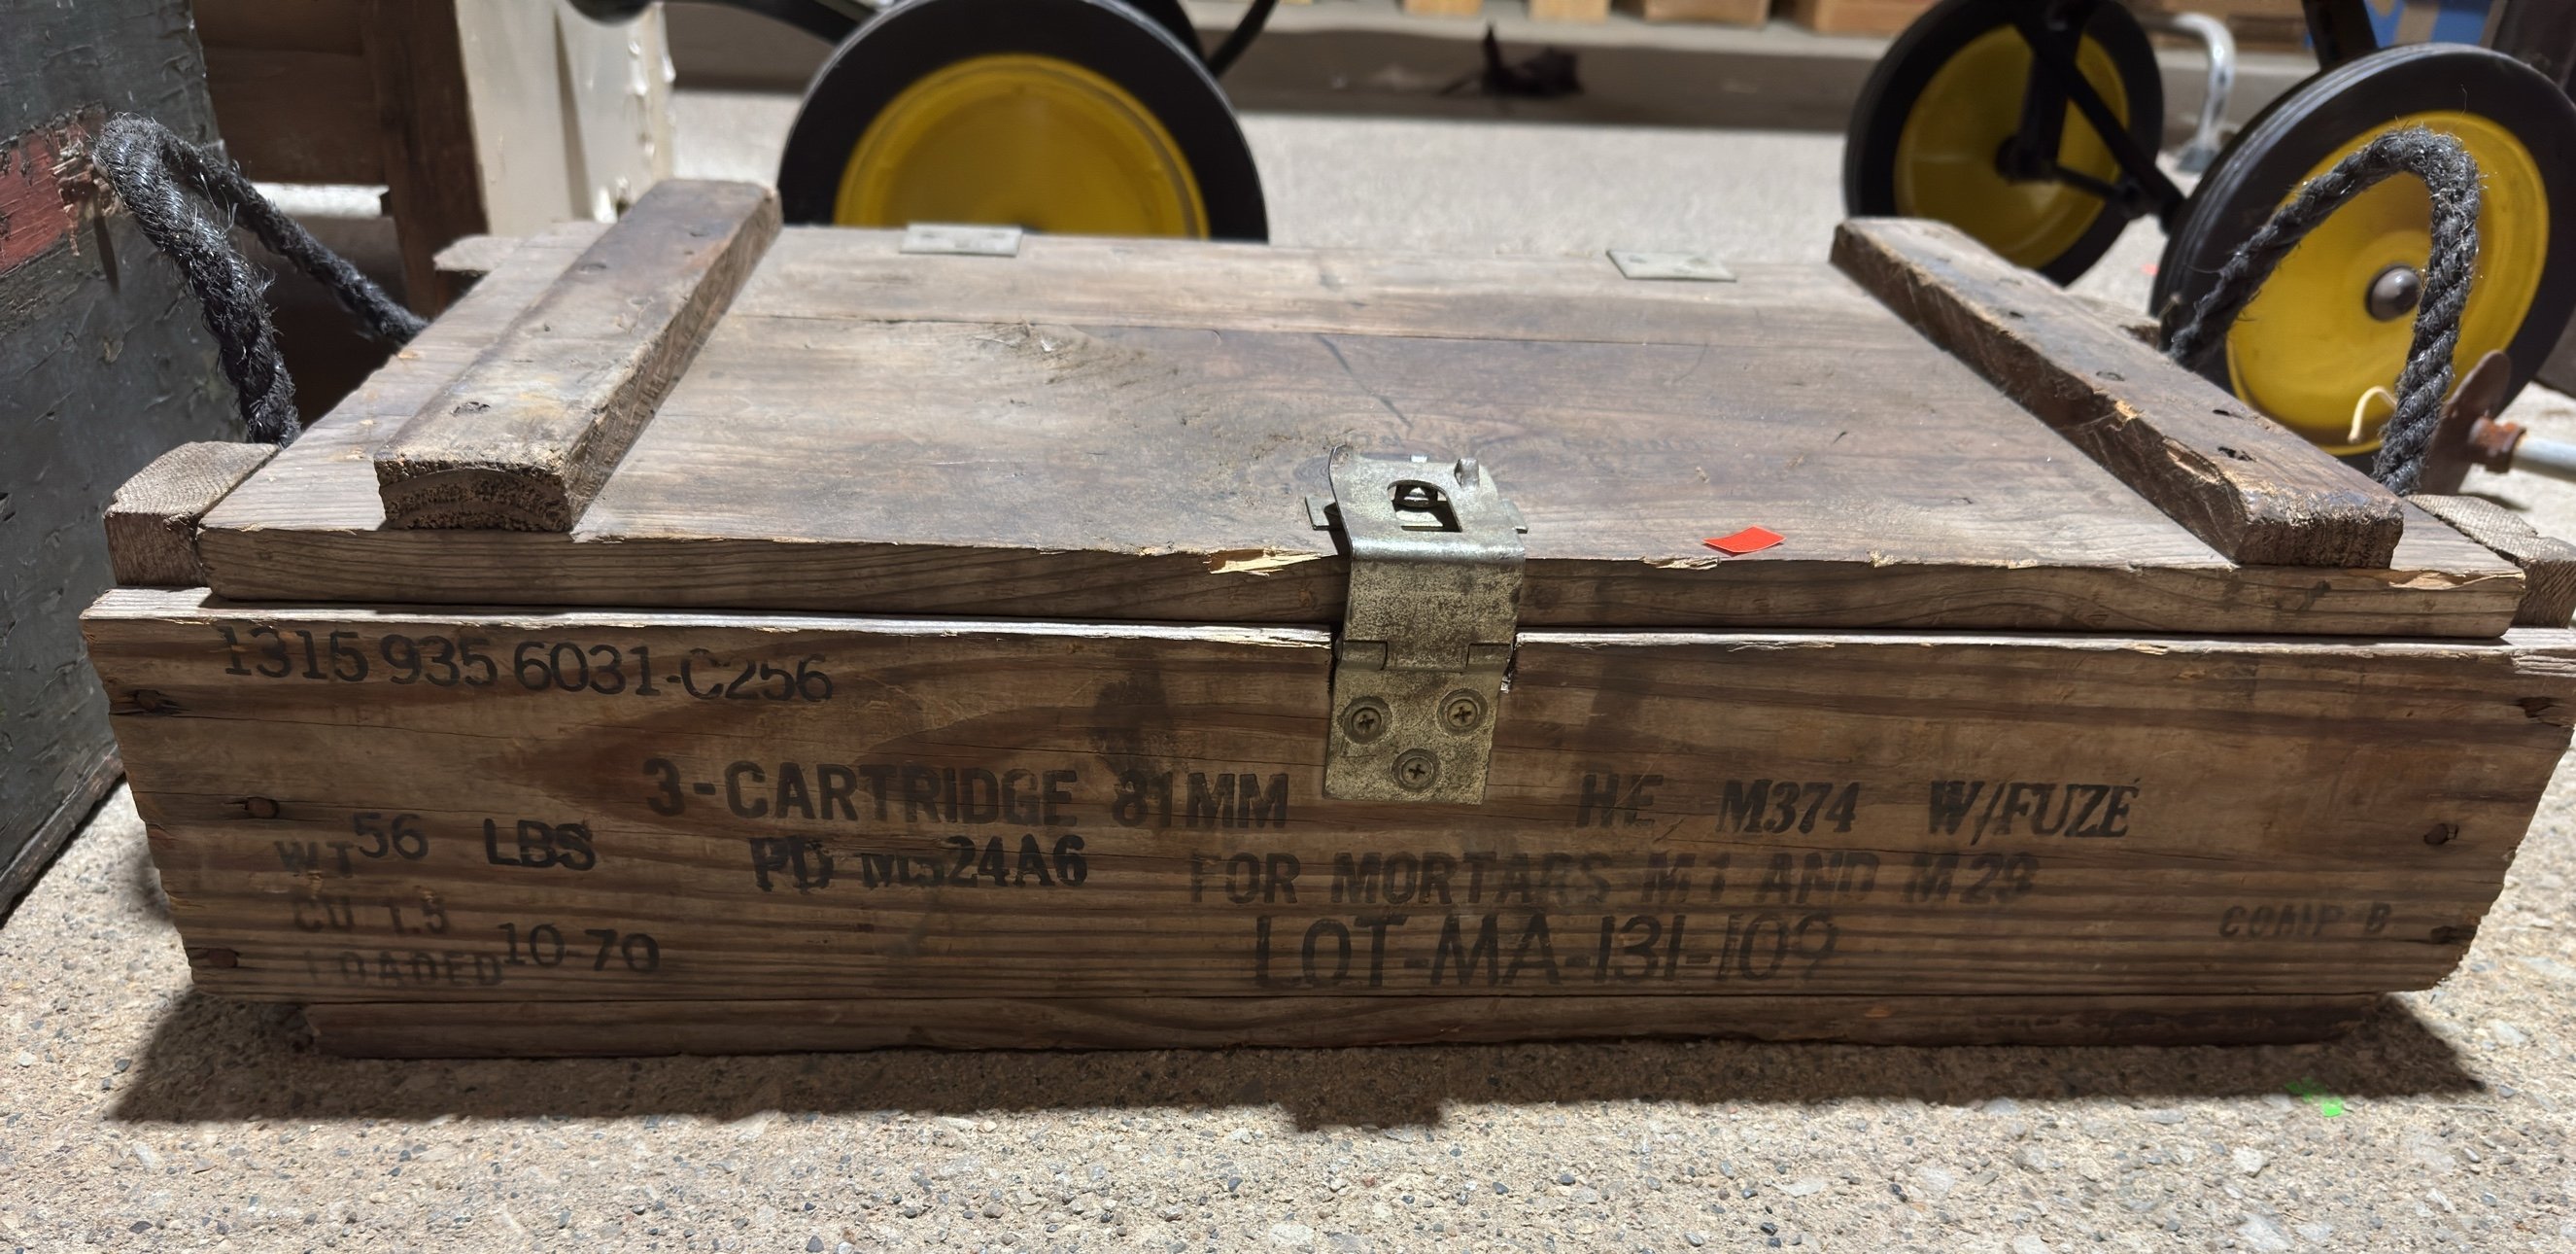 1315 935 6031-C256
3-CARTRIDGE 81MM HE M374 W/FUZE
WT 56 LBS PD M524A6 FOR MORTARS M1 AND M29
CU 1.5 COMP B
LOADED 10-70 LOT-MA-131-109